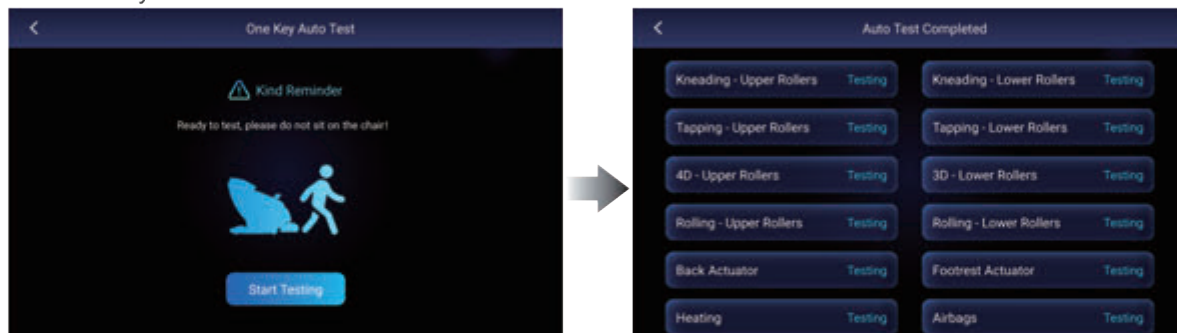 One Key Auto Test
Kind Reminder
Ready to test, please do not sit on the chair!
Start Testing
Auto Test Completed
Kneading - Upper Rollers Testing
Kneading - Lower Rollers Testing
Tapping - Upper Rollers Testing
Tapping - Lower Rollers Testing
4D - Upper Rollers Testing
3D - Lower Rollers Testing
Rolling - Upper Rollers Testing
Rolling - Lower Rollers Testing
Back Actuator Testing
Footrest Actuator Testing
Heating Testing
Airbags Testing